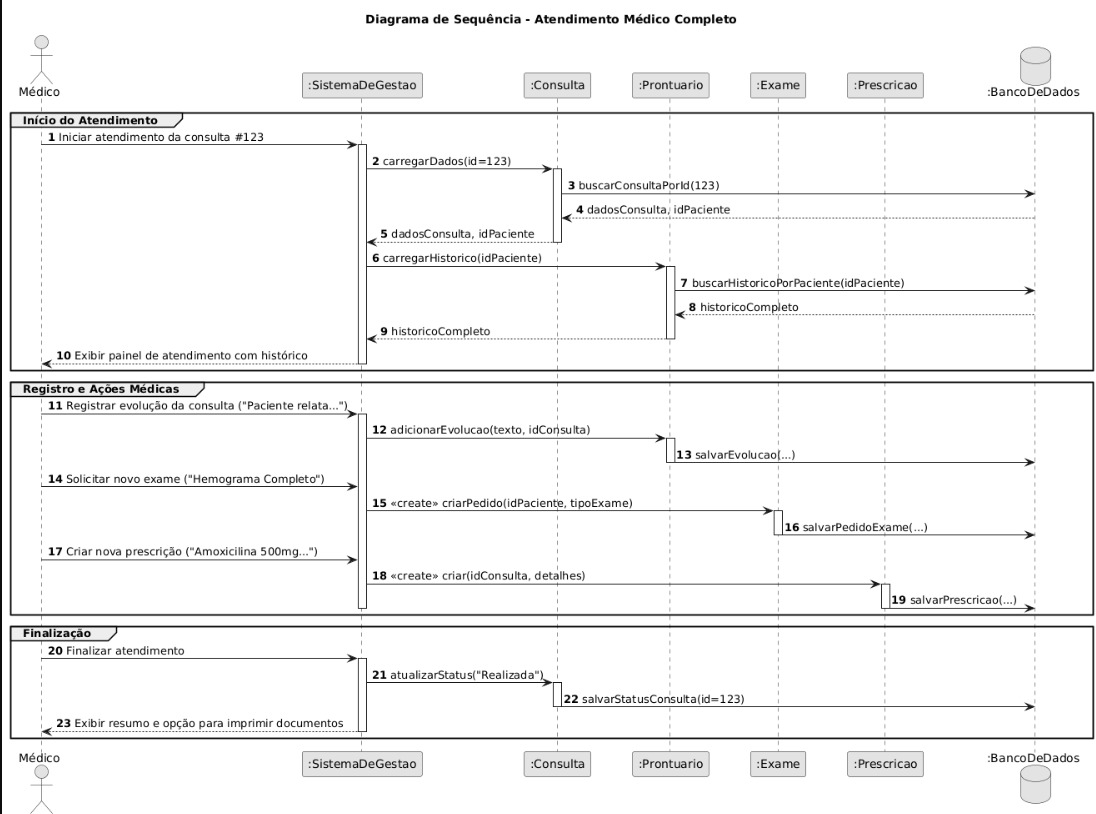 Diagrama de Sequência - Atendimento Médico Completo
Médico
:SistemaDeGestao
:Consulta
:Prontuario
:Exame
:Prescricao
:BancoDeDados
Início do Atendimento
1 Iniciar atendimento da consulta #123
2 carregarDados(id=123)
3 buscarConsultaPorId(123)
4 dadosConsulta, idPaciente
5 dadosConsulta, idPaciente
6 carregarHistorico(idPaciente)
7 buscarHistoricoPorPaciente(idPaciente)
8 historicoCompleto
9 historicoCompleto
10 Exibir painel de atendimento com histórico
Registro e Ações Médicas
11 Registrar evolução da consulta ("Paciente relata...")
12 adicionarEvolucao(texto, idConsulta)
13 salvarEvolucao(...)
14 Solicitar novo exame ("Hemograma Completo")
15 «create» criarPedido(idPaciente, tipoExame)
16 salvarPedidoExame(...)
17 Criar nova prescrição ("Amoxicilina 500mg...")
18 «create» criar(idConsulta, detalhes)
19 salvarPrescricao(...)
Finalização
20 Finalizar atendimento
21 atualizarStatus("Realizada")
22 salvarStatusConsulta(id=123)
23 Exibir resumo e opção para imprimir documentos
Médico
:SistemaDeGestao
:Consulta
:Prontuario
:Exame
:Prescricao
:BancoDeDados